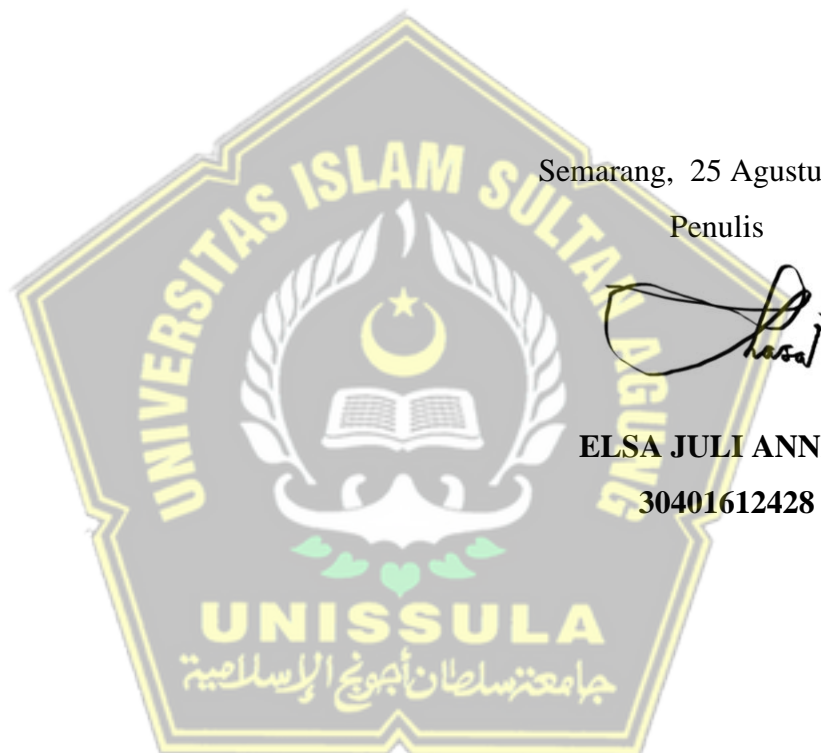 UNIVERSITAS ISLAM SULTAN AGUNG
Semarang, 25 Agustu
Penulis
ELSA JULI ANN
30401612428
UNISSULA
جامعة سلطان أجونج الإسلامية